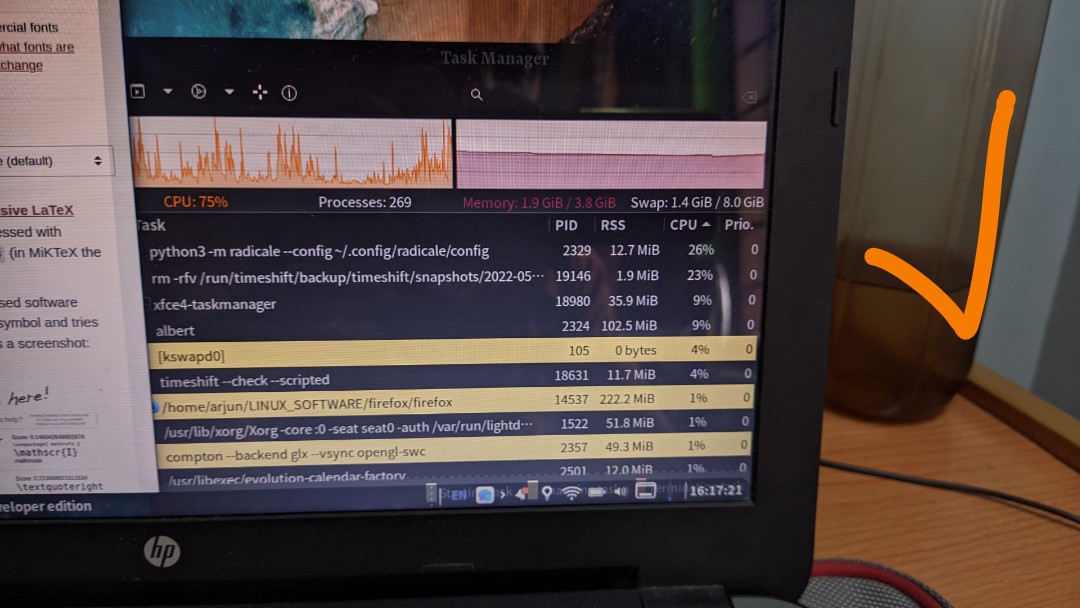 ercial fonts
what fonts are
change
e (default)
sive LaTeX
essed with
(in MiKTeX the
sed software
symbol and tries
s a screenshot:
here!
\mathscr{I}
mathmode
\textquoteright
veloper edition
Task Manager
CPU: 75%
Processes: 269
Memory: 1.9 GiB / 3.8 GiB
Swap: 1.4 GiB / 8.0 GiB
Task PID RSS CPU Prio.
python3 -m radicale --config ~/.config/radicale/config 2329 12.7 MiB 26% 0
rm -rfv /run/timeshift/backup/timeshift/snapshots/2022-05… 19146 1.9 MiB 23% 0
xfce4-taskmanager 18980 35.9 MiB 9% 0
albert 2324 102.5 MiB 9% 0
[kswapd0] 105 0 bytes 4% 0
timeshift --check --scripted 18631 11.7 MiB 4% 0
/home/arjun/LINUX_SOFTWARE/firefox/firefox 14537 222.2 MiB 1% 0
/usr/lib/xorg/Xorg -core :0 -seat seat0 -auth /var/run/lightd… 1522 51.8 MiB 1% 0
compton --backend glx --vsync opengl-swc 2357 49.3 MiB 1% 0
/usr/libexec/evolution-calendar-factory 2501 12.0 MiB 1% 0
EN
16:17:21
hp